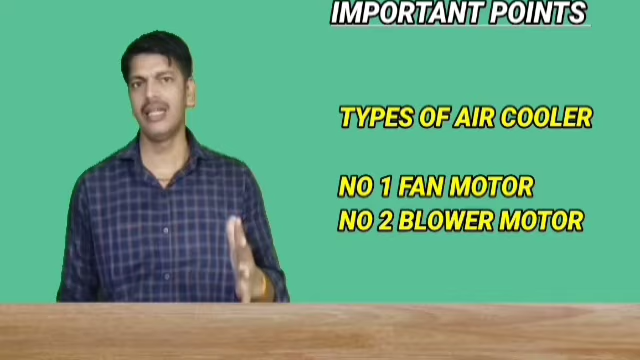 IMPORTANT POINTS
TYPES OF AIR COOLER
NO 1 FAN MOTOR
NO 2 BLOWER MOTOR